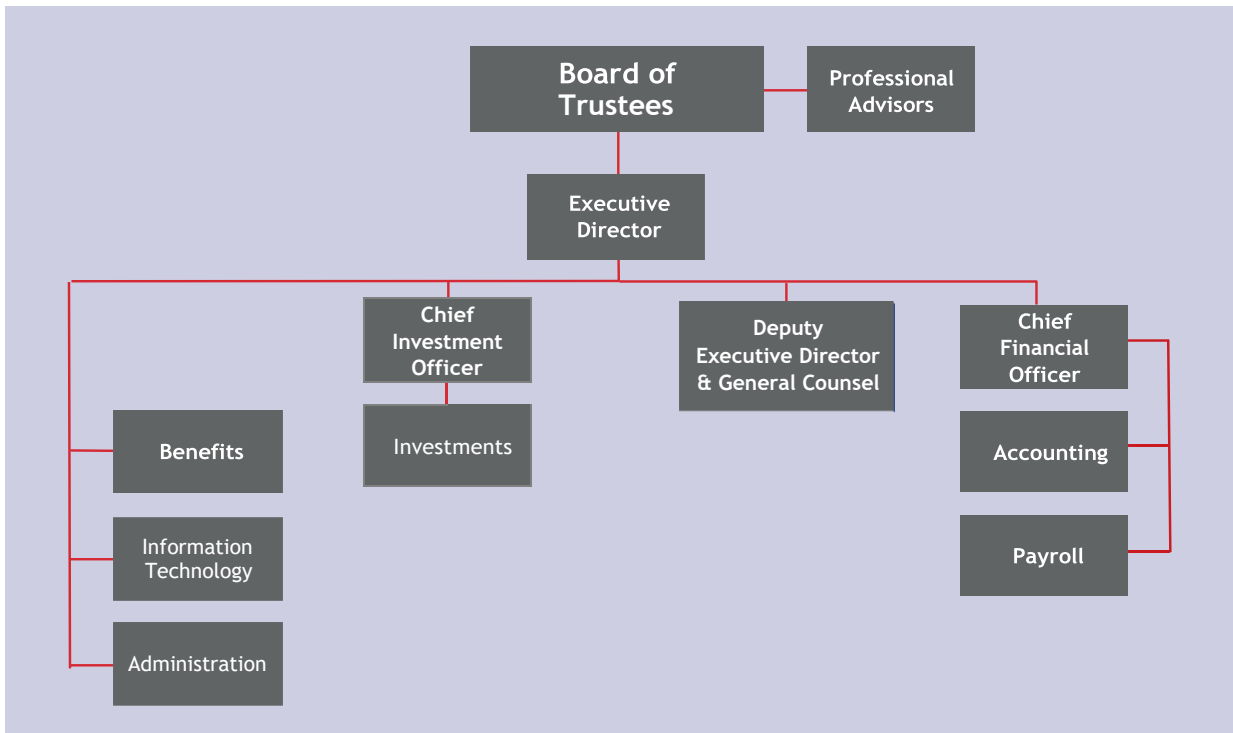 Board of
Trustees
Professional
Advisors
Executive
Director
Chief
Investment
Officer
Deputy
Executive Director
& General Counsel
Chief
Financial
Officer
Benefits
Investments
Accounting
Information
Technology
Payroll
Administration